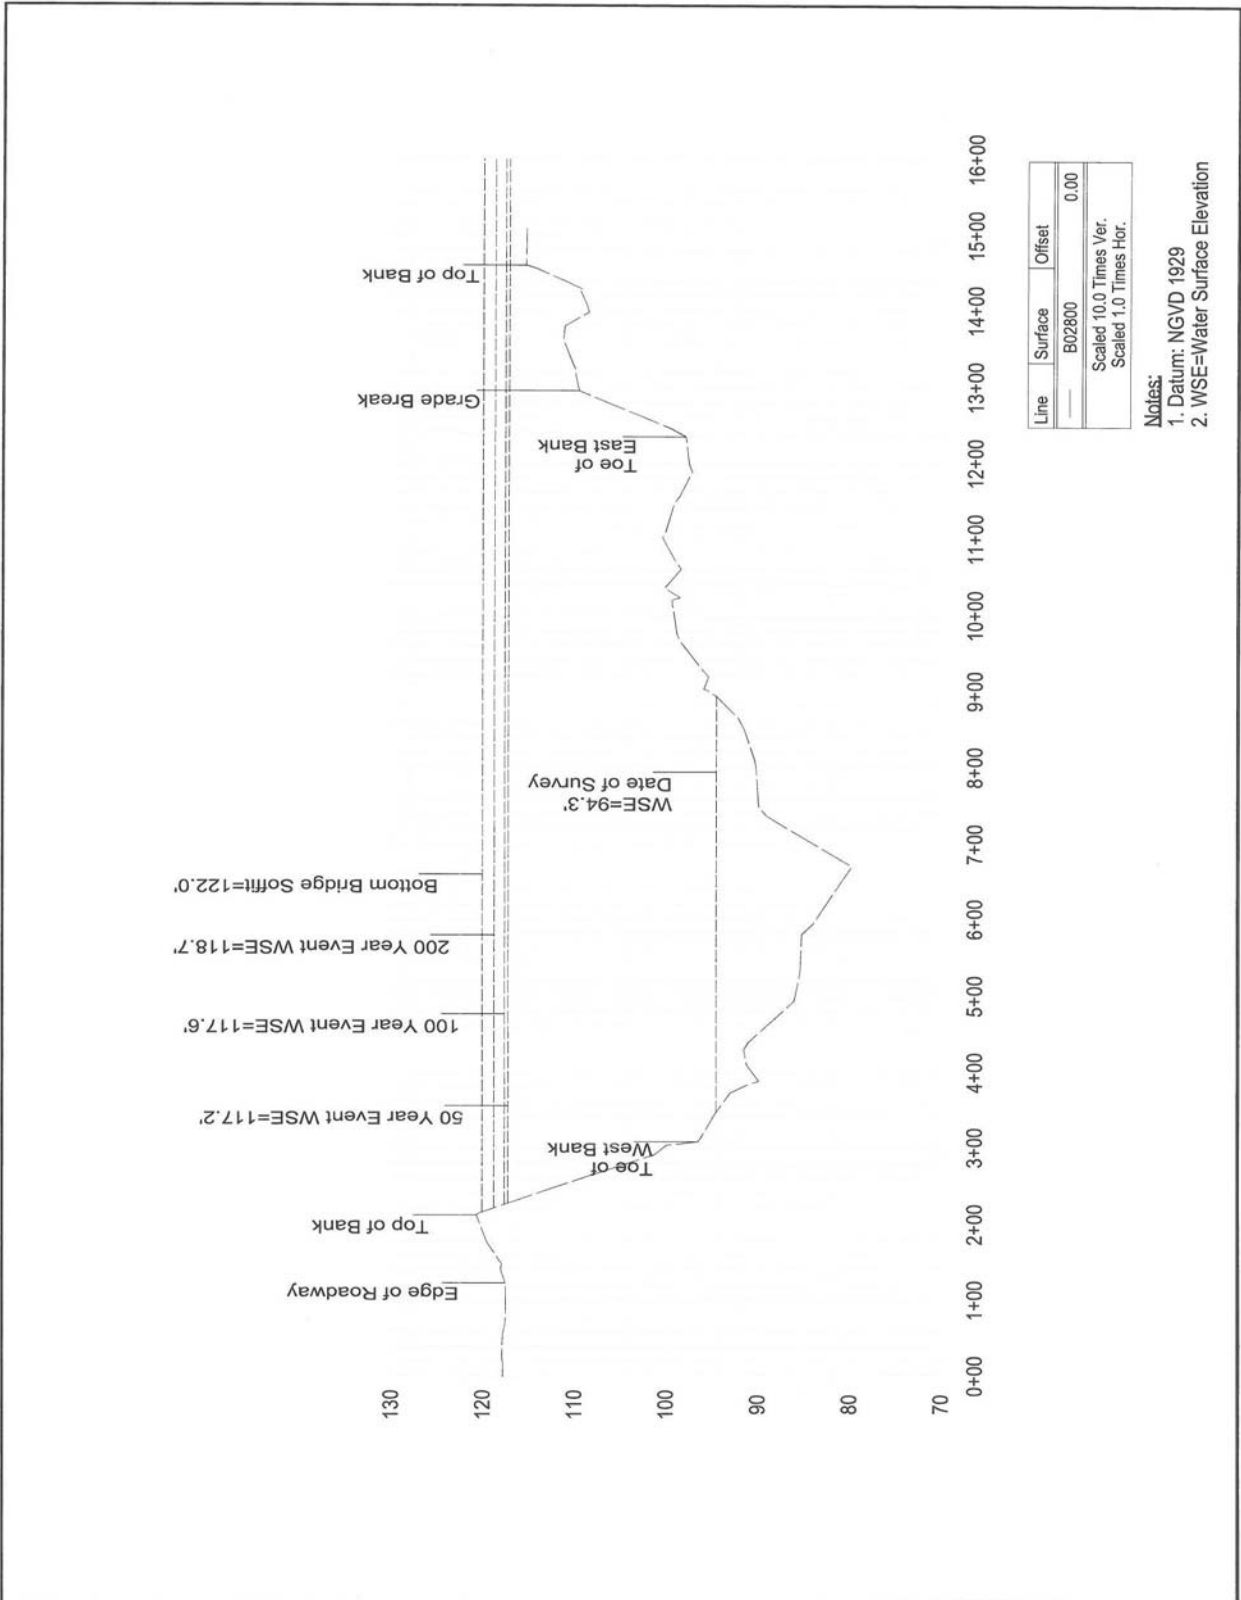 Bottom Bridge Soffit=122.0'
200 Year Event WSE=118.7'
100 Year Event WSE=117.6'
50 Year Event WSE=117.2'
Edge of Roadway
Top of Bank
Toe of
West Bank
WSE=94.3'
Date of Survey
Toe of
East Bank
Grade Break
Top of Bank
130
120
110
100
90
80
70
0+00 1+00 2+00 3+00 4+00 5+00 6+00 7+00 8+00 9+00 10+00 11+00 12+00 13+00 14+00 15+00 16+00
Line Surface Offset
B02800 0.00
Scaled 10.0 Times Ver.
Scaled 1.0 Times Hor.
Notes:
1. Datum: NGVD 1929
2. WSE=Water Surface Elevation